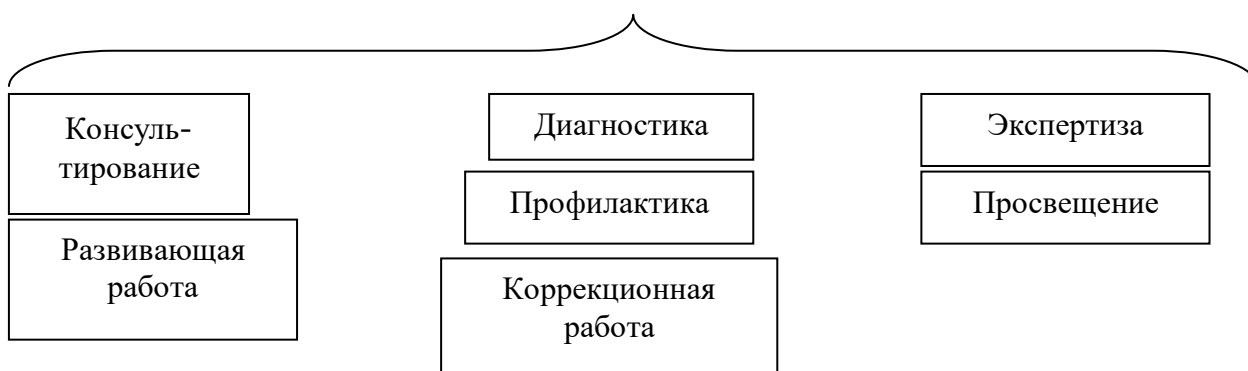 Консуль-
тирование
Развивающая
работа
Диагностика
Профилактика
Коррекционная
работа
Экспертиза
Просвещение